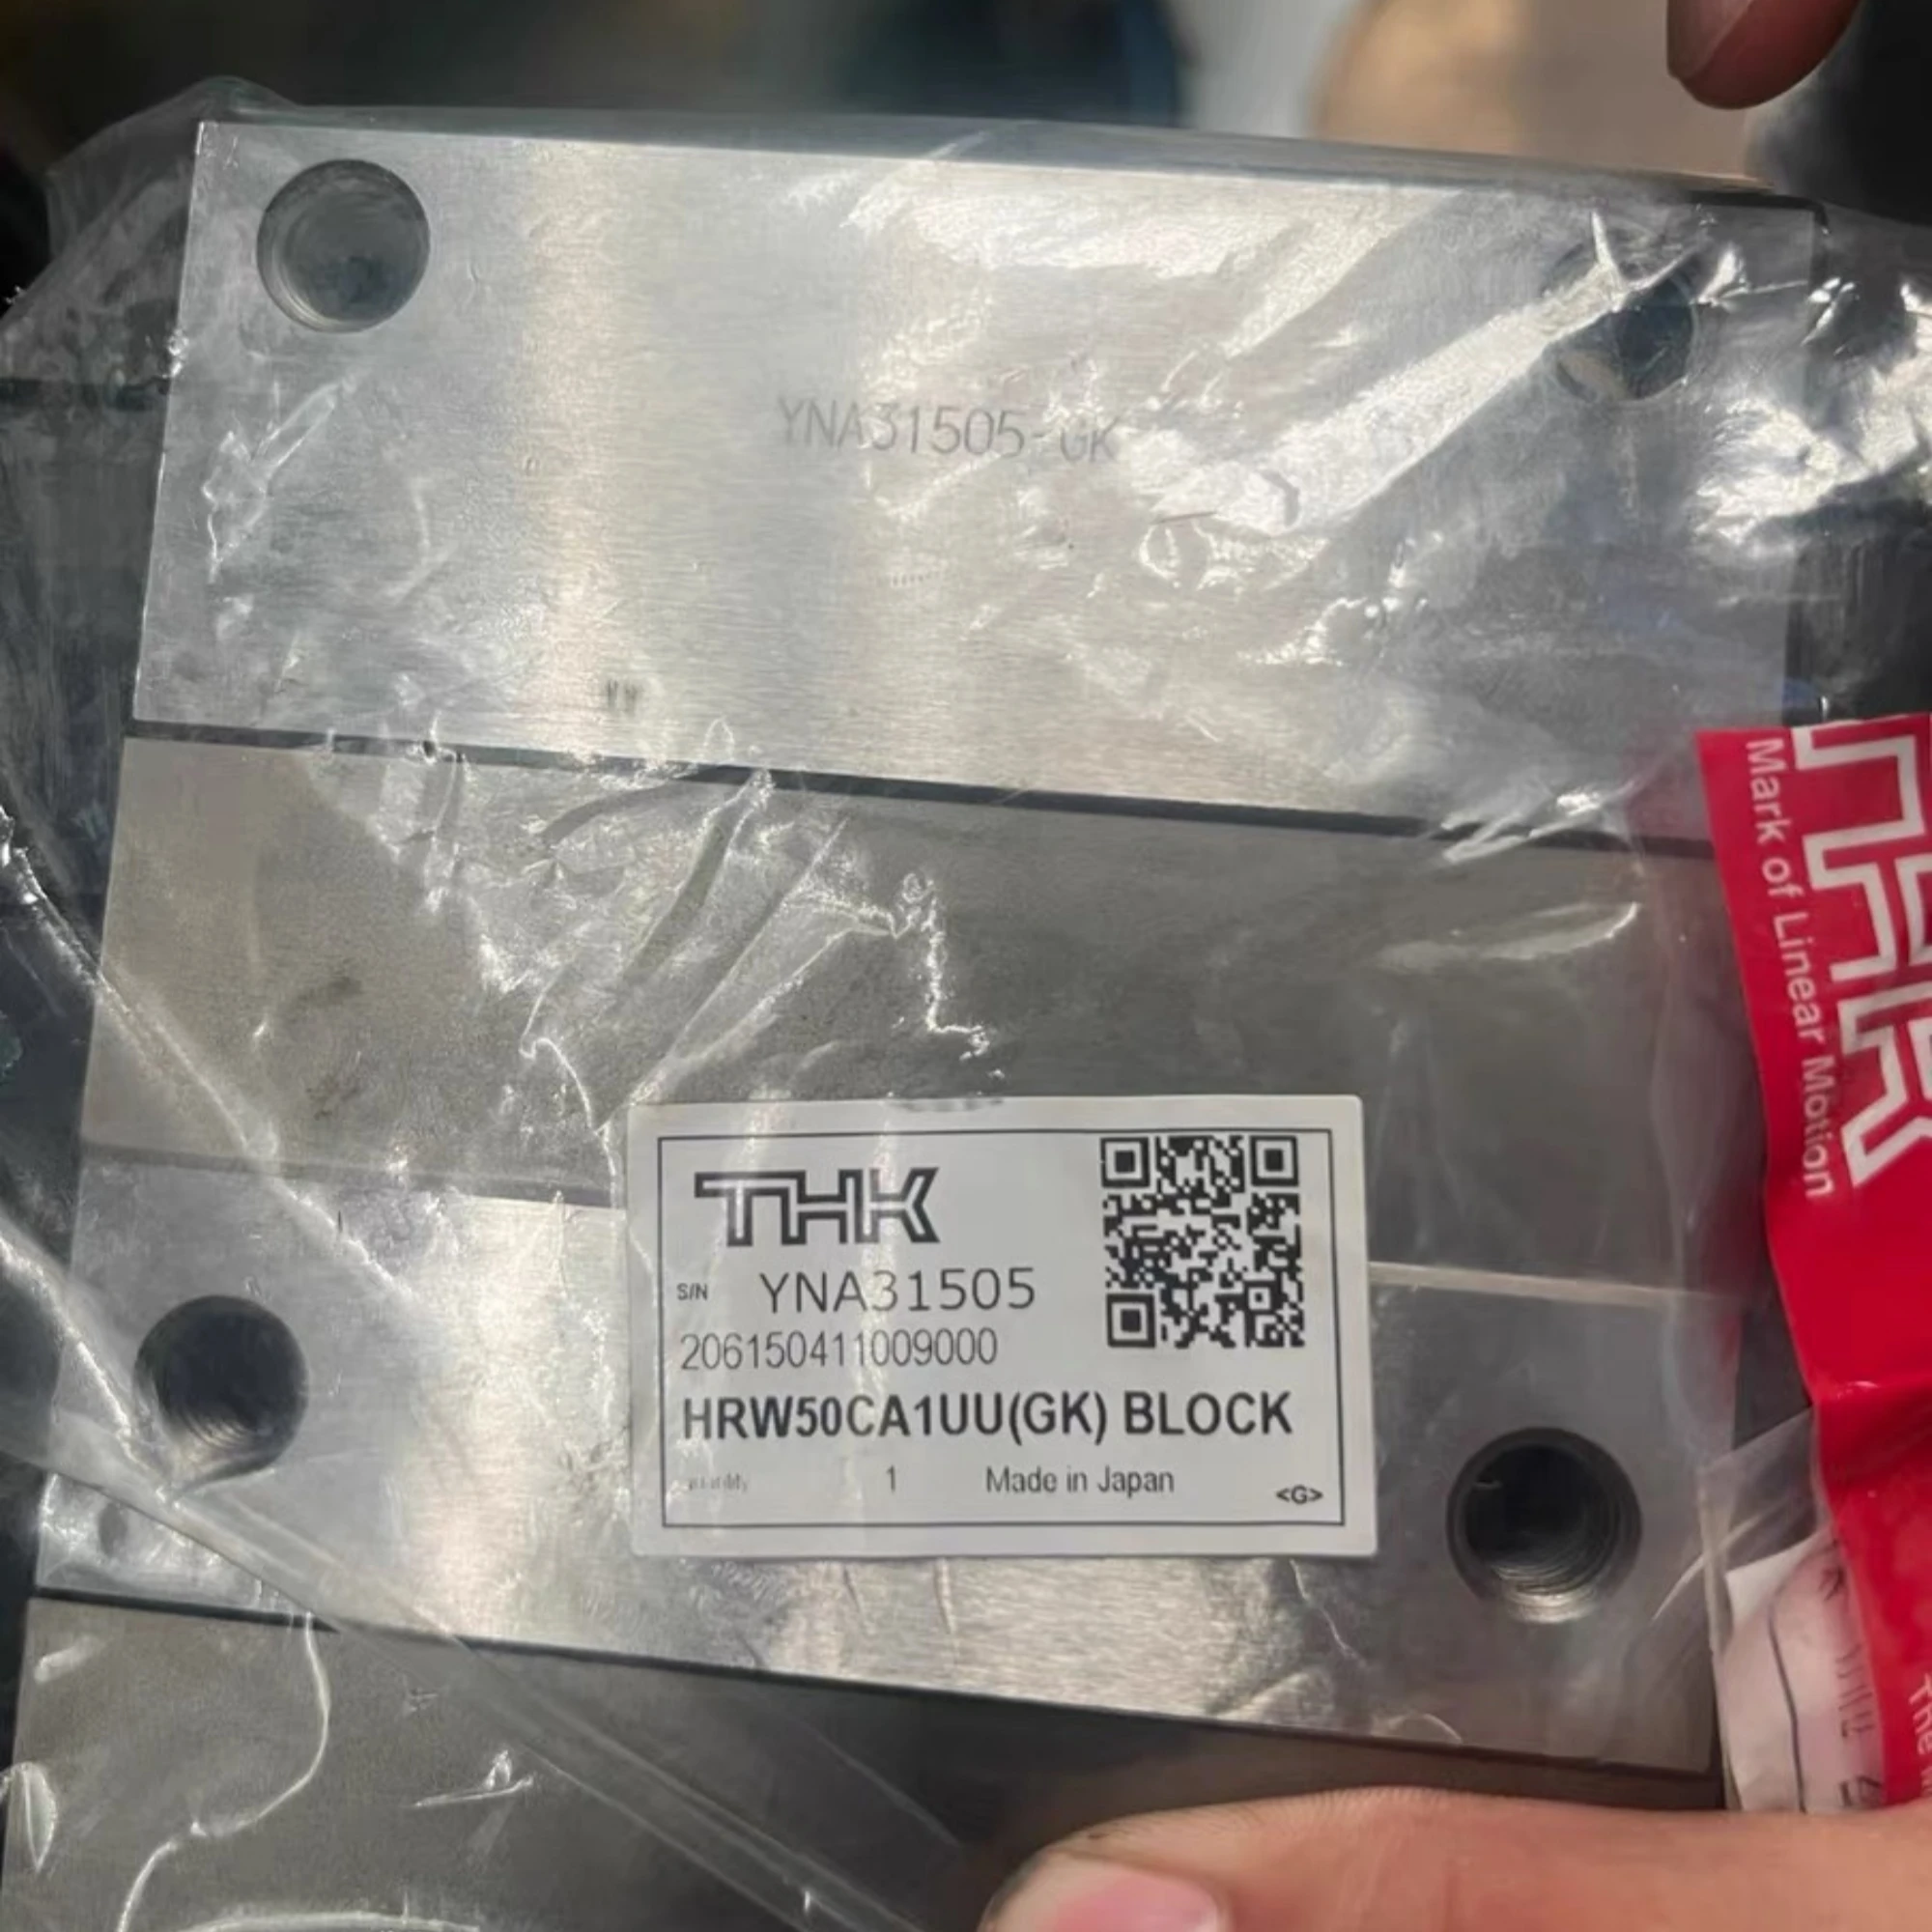 YNA31505-GK
THK
Mark of Linear Motion
THK
S/N YNA31505
206150411009000
HRW50CA1UU(GK) BLOCK
1 Made in Japan <G>